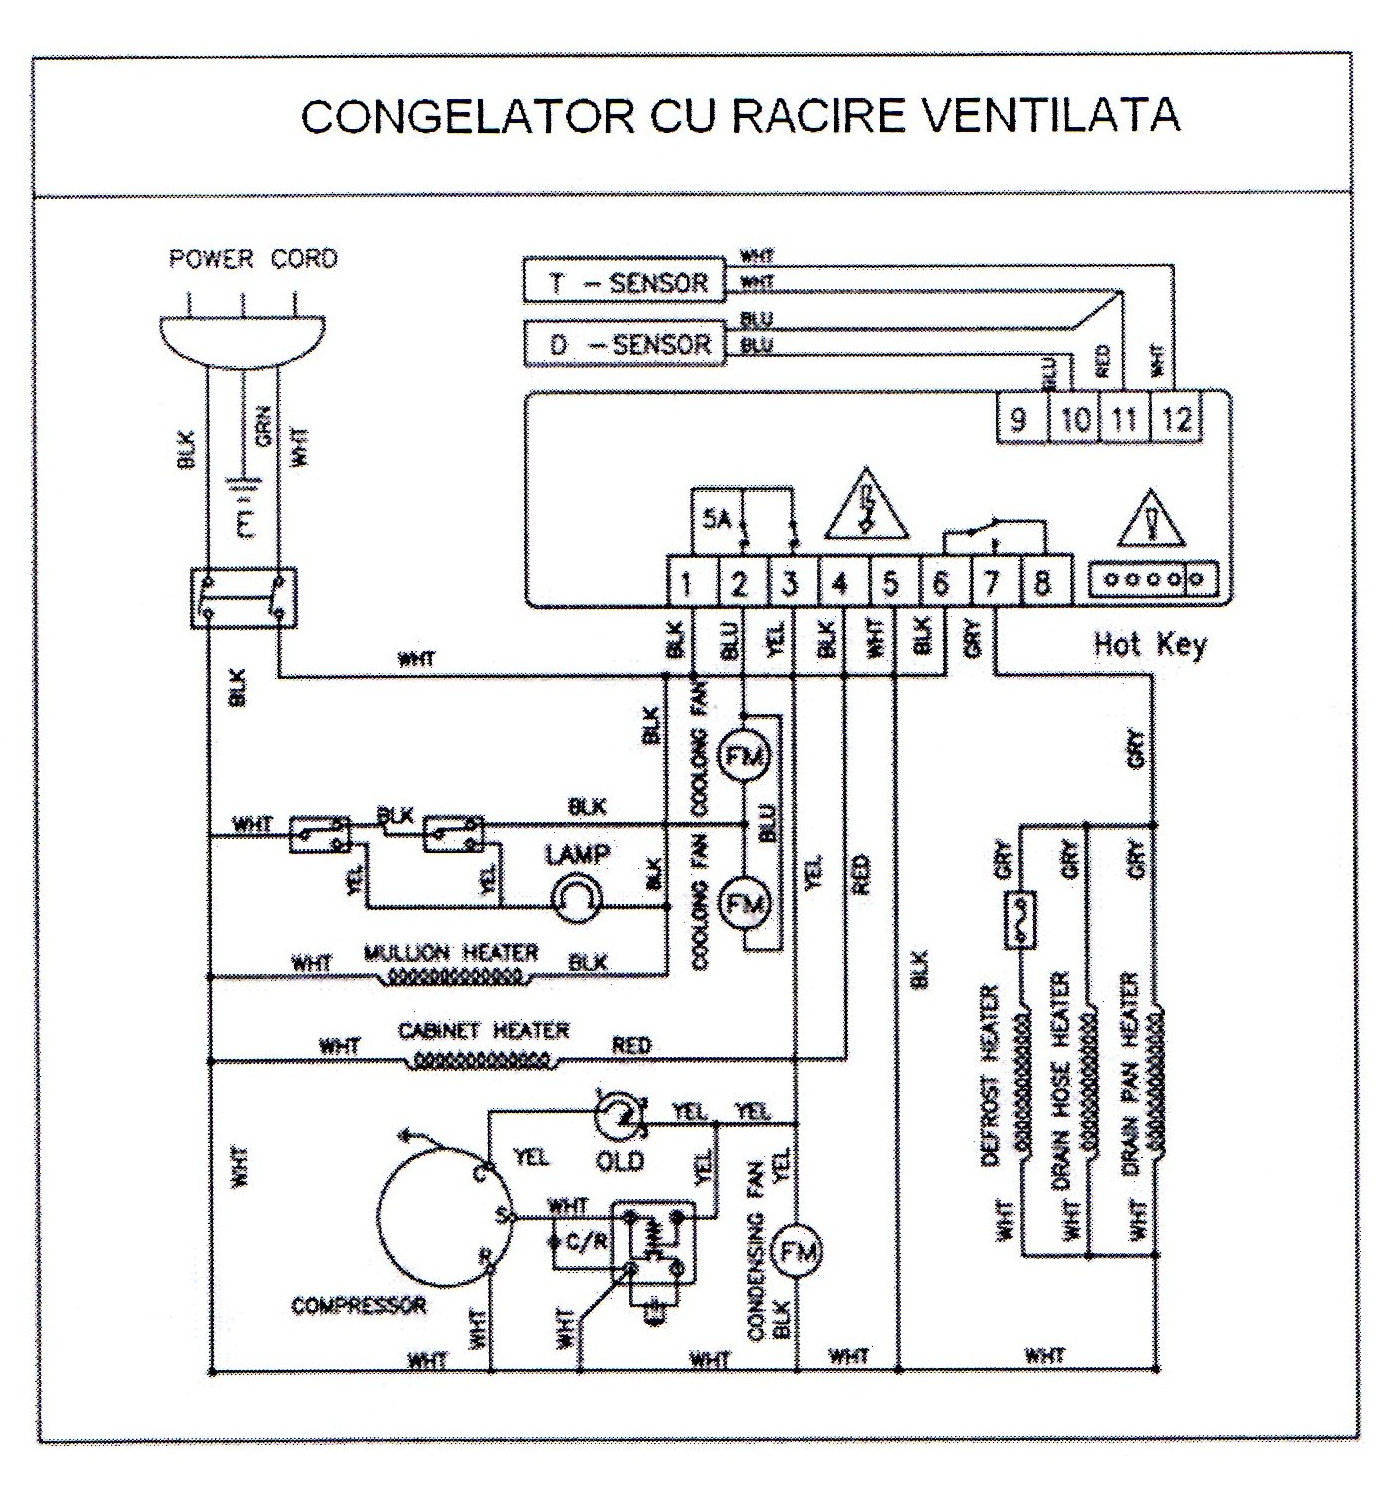 CONGELATOR CU RACIRE VENTILATA
POWER CORD
BLK
GRN
WHT
T - SENSOR
WHT
WHT
D - SENSOR
BLU
BLU
BLU
RED
WHT
9 10 11 12
5A
1 2 3 4 5 6 7 8
Hot Key
BLK
BLU
YEL
BLK
WHT
BLK
GRY
WHT
BLK
BLK
COOLONG FAN
FM
BLU
COOLONG FAN
FM
WHT
BLK
BLK
YEL
YEL
LAMP
BLK
YEL
RED
BLK
MULLION HEATER
WHT
BLK
CABINET HEATER
WHT
RED
GRY
GRY
GRY
GRY
DEFROST HEATER
DRAIN HOSE HEATER
DRAIN PAN HEATER
WHT
WHT
WHT
WHT
1
2
3
OLD
YEL
YEL
YEL
YEL
YEL
C
S
R
WHT
C/R
COMPRESSOR
WHT
WHT
CONDENSING FAN
FM
BLK
WHT
WHT
WHT
WHT